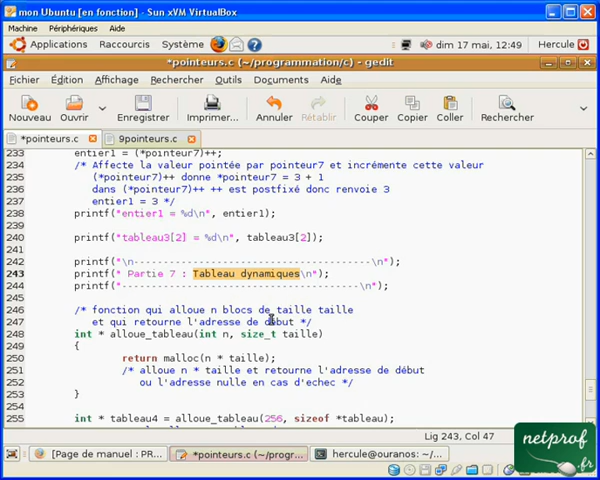 mon Ubuntu [en fonction] - Sun xVM VirtualBox
Machine Périphériques Aide
Applications Raccourcis Système dim 17 mai, 12:49 Hercule
*pointeurs.c (~/programmation/c) - gedit
Fichier Édition Affichage Rechercher Outils Documents Aide
Nouveau Ouvrir Enregistrer Imprimer... Annuler Rétablir Couper Copier Coller Rechercher
*pointeurs.c 9pointeurs.c
233 entier1 = (*pointeur7)++;
234 /* Affecte la valeur pointée par pointeur7 et incrémente cette valeur
235 (*pointeur7)++ donne *pointeur7 = 3 + 1
236 dans (*pointeur7)++ ++ est postfixé donc renvoie 3
237 entier1 = 3 */
238 printf("entier1 = %d\n", entier1);
239
240 printf("tableau3[2] = %d\n", tableau3[2]);
241
242 printf("\n---------------------------------------\n");
243 printf(" Partie 7 : Tableau dynamiques\n");
244 printf("---------------------------------------\n");
245
246 /* fonction qui alloue n blocs de taille taille
247 et qui retourne l'adresse de début */
248 int * alloue_tableau(int n, size_t taille)
249 {
250 return malloc(n * taille);
251 /* alloue n * taille et retourne l'adresse de début
252 ou l'adresse nulle en cas d'echec */
253 }
254
255 int * tableau4 = alloue_tableau(256, sizeof *tableau);
Lig 243, Col 47
[Page de manuel : PR... *pointeurs.c (~/progr... hercule@ouranos: ~/...
netprof
.fr